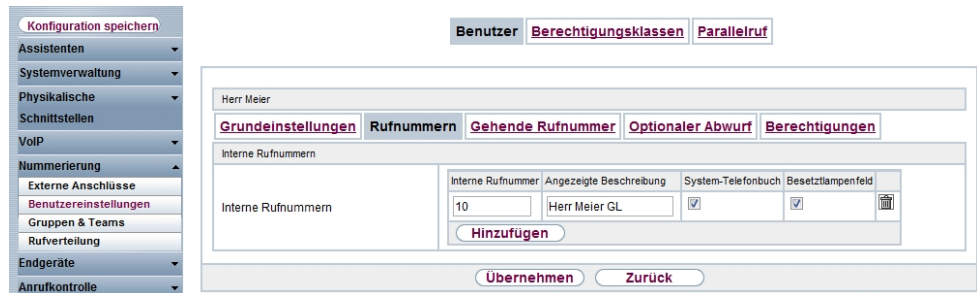 Konfiguration speichern
Assistenten
Systemverwaltung
Physikalische
Schnittstellen
VoIP
Nummerierung
Externe Anschlüsse
Benutzereinstellungen
Gruppen & Teams
Rufverteilung
Endgeräte
Anrufkontrolle
Benutzer Berechtigungsklassen Parallelruf
Herr Meier
Grundeinstellungen Rufnummern Gehende Rufnummer Optionaler Abwurf Berechtigungen
Interne Rufnummern
Interne Rufnummer Angezeigte Beschreibung System-Telefonbuch Besetztlampenfeld
Interne Rufnummern 10 Herr Meier GL
Hinzufügen
Übernehmen Zurück